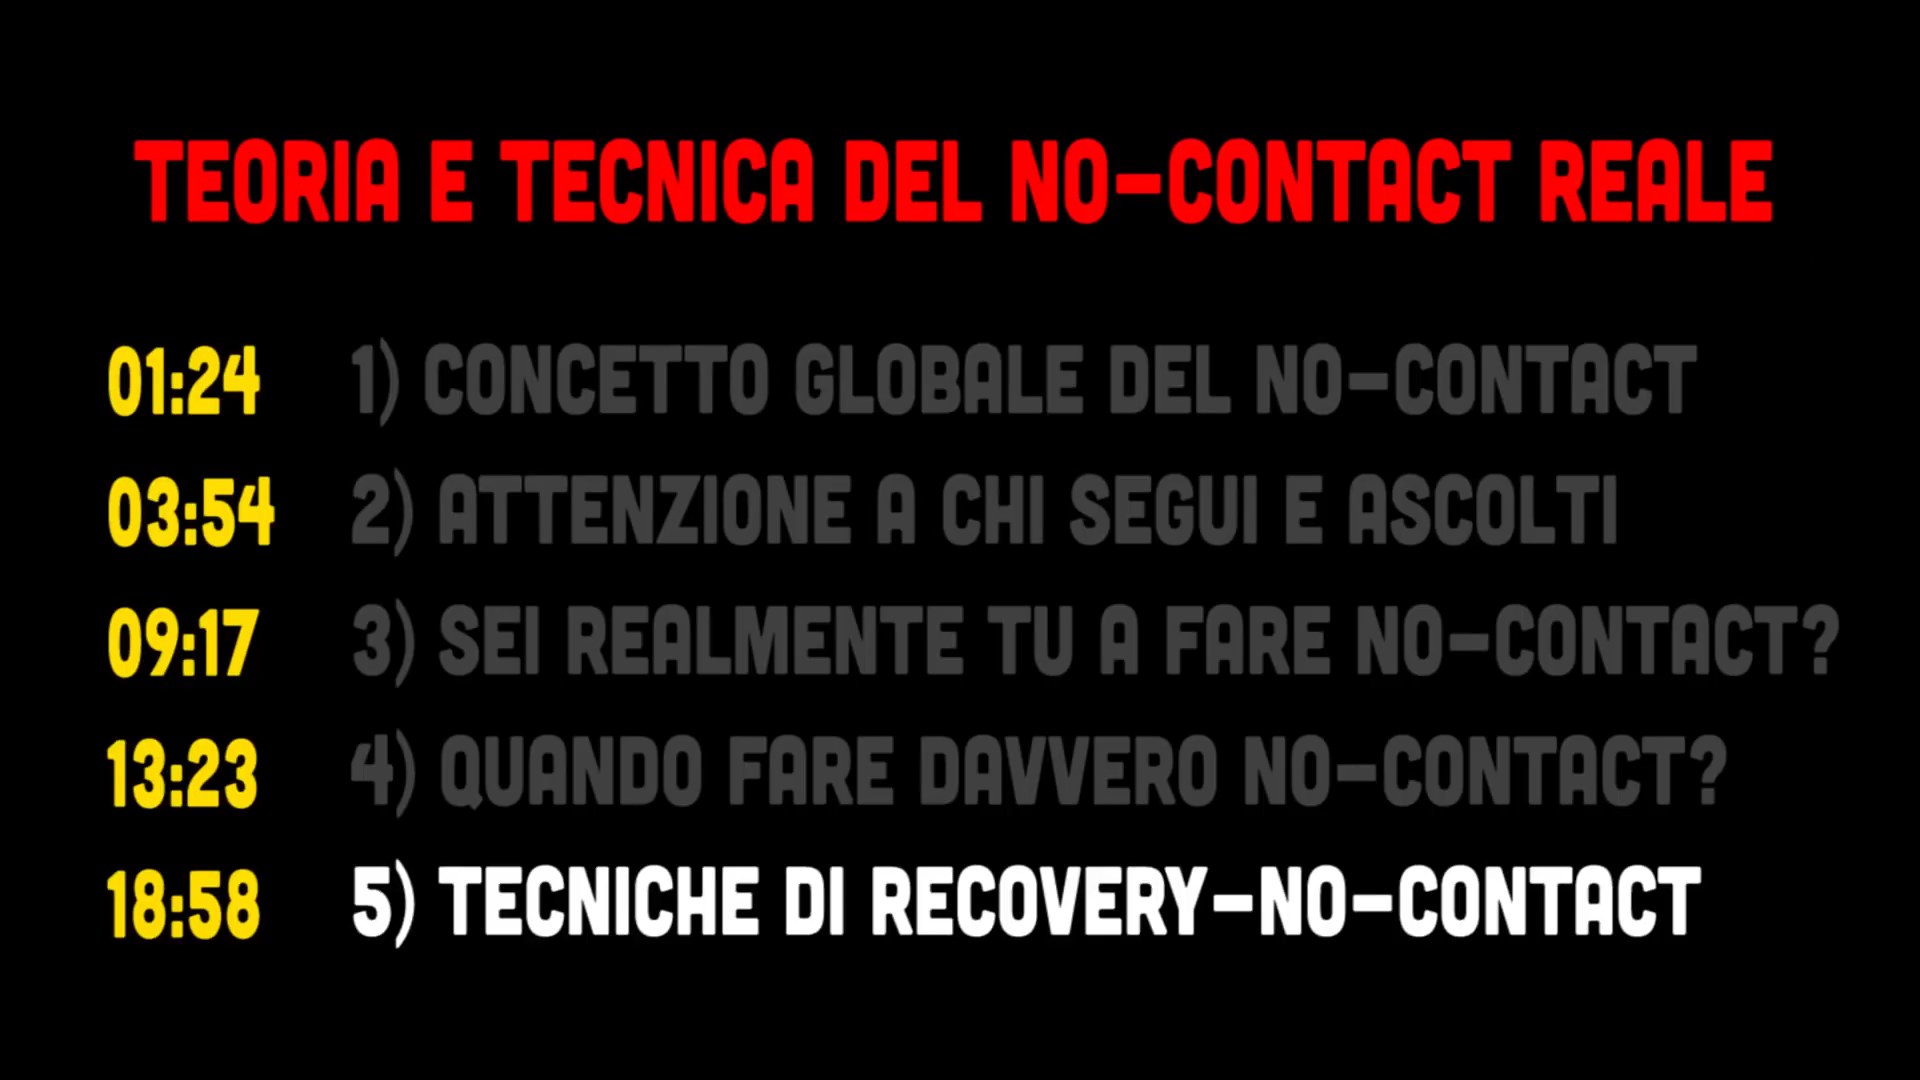 TEORIA E TECNICA DEL NO-CONTACT REALE
01:24 1) CONCETTO GLOBALE DEL NO-CONTACT
03:54 2) ATTENZIONE A CHI SEGUI E ASCOLTI
09:17 3) SEI REALMENTE TU A FARE NO-CONTACT?
13:23 4) QUANDO FARE DAVVERO NO-CONTACT?
18:58 5) TECNICHE DI RECOVERY-NO-CONTACT